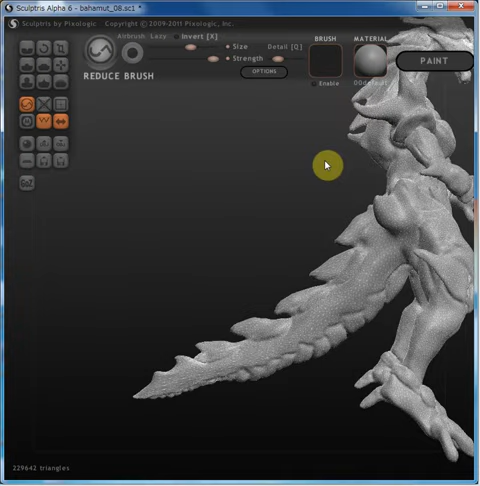 Sculptris Alpha 6 - bahamut_08.sc1 *
Sculptris by Pixologic Copyright © 2009-2011 Pixologic, Inc.
Airbrush Lazy Invert [X]
Size Detail [Q]
Strength
REDUCE BRUSH
OPTIONS
BRUSH
Enable
MATERIAL
PAINT
GoZ
229642 triangles